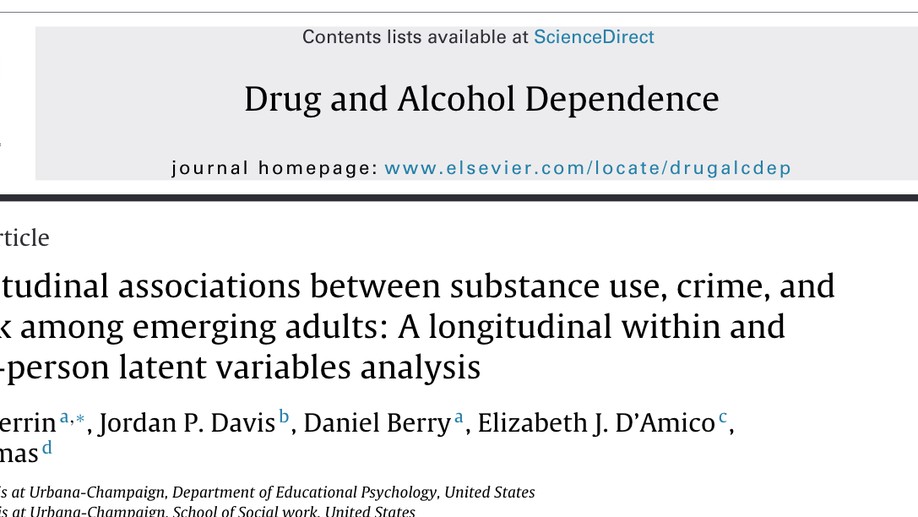 Contents lists available at ScienceDirect
Drug and Alcohol Dependence
journal homepage: www.elsevier.com/locate/drugalcdep
rticle
tudinal associations between substance use, crime, and
k among emerging adults: A longitudinal within and
-person latent variables analysis
errin a,*, Jordan P. Davis b, Daniel Berry a, Elizabeth J. D’Amico c,
mas d
is at Urbana-Champaign, Department of Educational Psychology, United States
is at Urbana-Champaign, School of Social work, United States